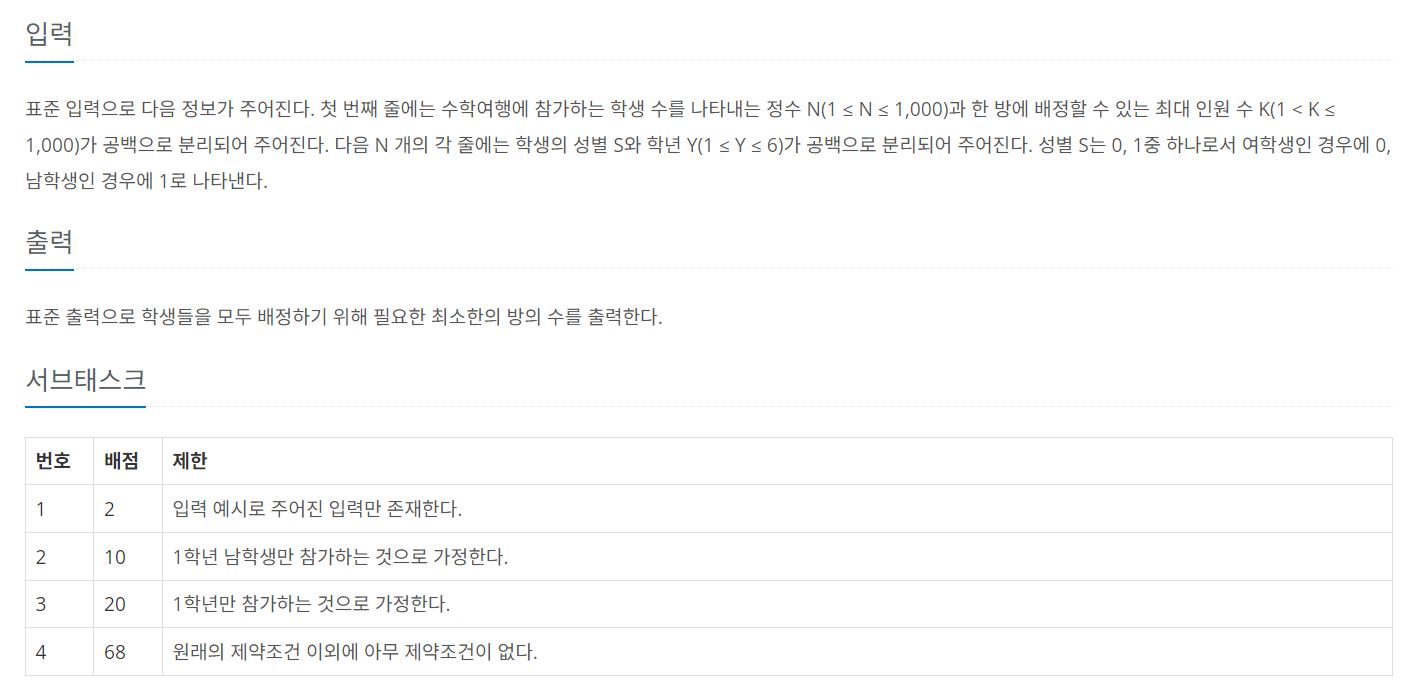 입력
표준 입력으로 다음 정보가 주어진다. 첫 번째 줄에는 수학여행에 참가하는 학생 수를 나타내는 정수 N(1 ≤ N ≤ 1,000)과 한 방에 배정할 수 있는 최대 인원 수 K(1 < K ≤
1,000)가 공백으로 분리되어 주어진다. 다음 N 개의 각 줄에는 학생의 성별 S와 학년 Y(1 ≤ Y ≤ 6)가 공백으로 분리되어 주어진다. 성별 S는 0, 1중 하나로서 여학생인 경우에 0,
남학생인 경우에 1로 나타낸다.
출력
표준 출력으로 학생들을 모두 배정하기 위해 필요한 최소한의 방의 수를 출력한다.
서브태스크
번호 배점 제한
1 2 입력 예시로 주어진 입력만 존재한다.
2 10 1학년 남학생만 참가하는 것으로 가정한다.
3 20 1학년만 참가하는 것으로 가정한다.
4 68 원래의 제약조건 이외에 아무 제약조건이 없다.